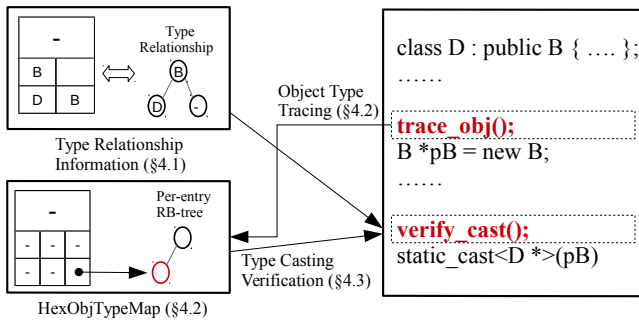 -
Type
Relationship
B
D B
B
D -
Type Relationship
Information (§4.1)
Object Type
Tracing (§4.2)
-
- - -
- -
Per-entry
RB-tree
HexObjTypeMap (§4.2)
Type Casting
Verification (§4.3)
class D : public B { .... };
......
trace_obj();
B *pB = new B;
......
verify_cast();
static_cast<D *>(pB)